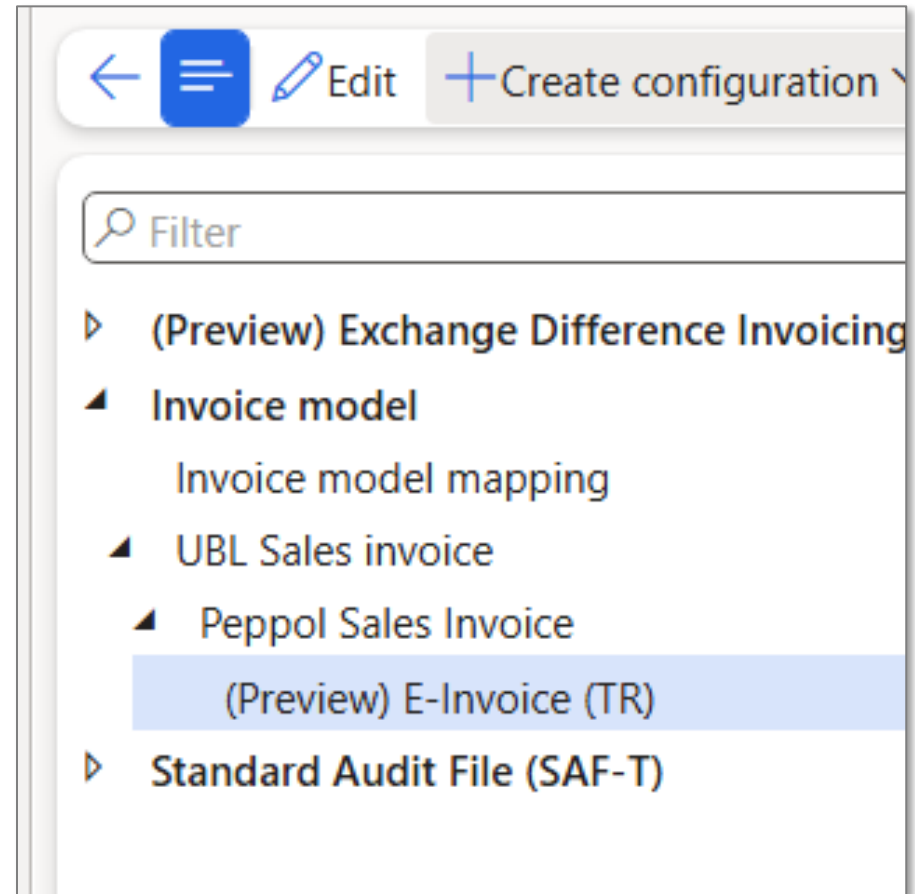 Edit Create configuration
Filter
(Preview) Exchange Difference Invoicing
Invoice model
Invoice model mapping
UBL Sales invoice
Peppol Sales Invoice
(Preview) E-Invoice (TR)
Standard Audit File (SAF-T)